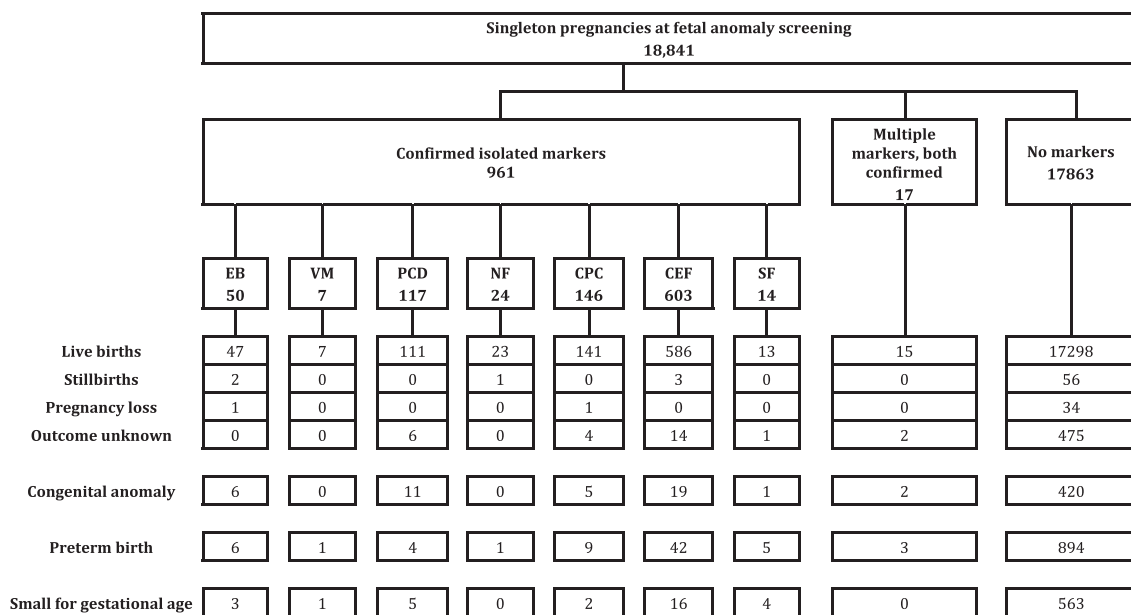 Singleton pregnancies at fetal anomaly screening
18,841
Confirmed isolated markers
961
Multiple
markers, both
confirmed
17
No markers
17863
EB VM PCD NF CPC CEF SF
50 7 117 24 146 603 14
Live births 47 7 111 23 141 586 13 15 17298
Stillbirths 2 0 0 1 0 3 0 0 56
Pregnancy loss 1 0 0 0 1 0 0 0 34
Outcome unknown 0 0 6 0 4 14 1 2 475
Congenital anomaly 6 0 11 0 5 19 1 2 420
Preterm birth 6 1 4 1 9 42 5 3 894
Small for gestational age 3 1 5 0 2 16 4 0 563